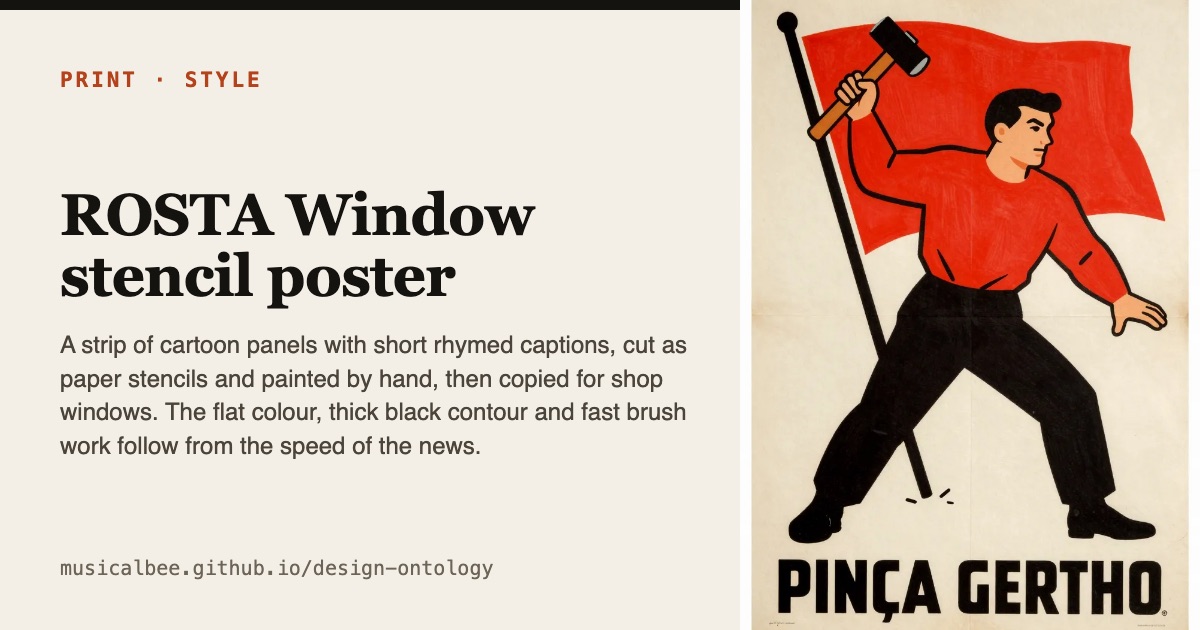 PRINT · STYLE
ROSTA Window
stencil poster
A strip of cartoon panels with short rhymed captions, cut as
paper stencils and painted by hand, then copied for shop
windows. The flat colour, thick black contour and fast brush
work follow from the speed of the news.
musicalbee.github.io/design-ontology
PINÇA GERTHO